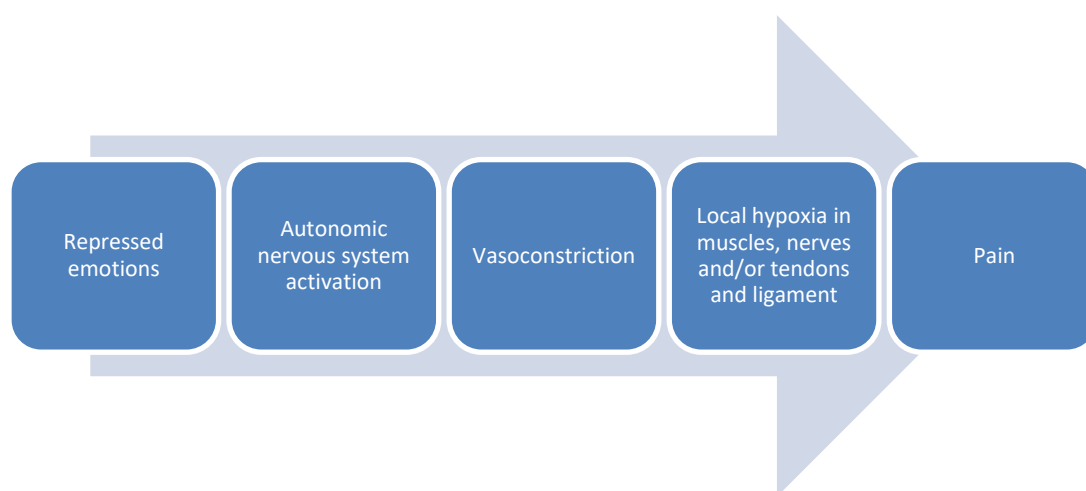 Repressed
emotions
Autonomic
nervous system
activation
Vasoconstriction
Local hypoxia in
muscles, nerves
and/or tendons
and ligament
Pain